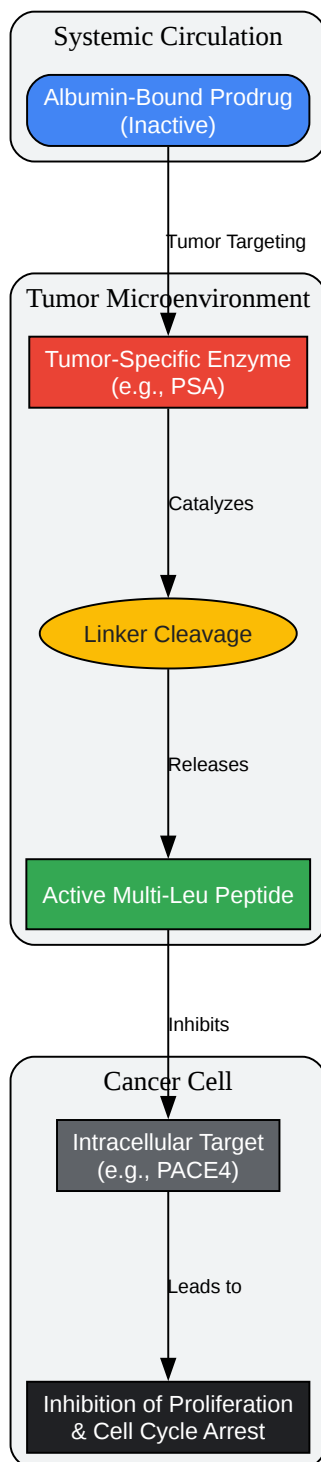 Systemic Circulation
Albumin-Bound Prodrug
(Inactive)
Tumor Targeting
Tumor Microenvironment
Tumor-Specific Enzyme
(e.g., PSA)
Catalyzes
Linker Cleavage
Releases
Active Multi-Leu Peptide
Inhibits
Cancer Cell
Intracellular Target
(e.g., PACE4)
Leads to
Inhibition of Proliferation
& Cell Cycle Arrest